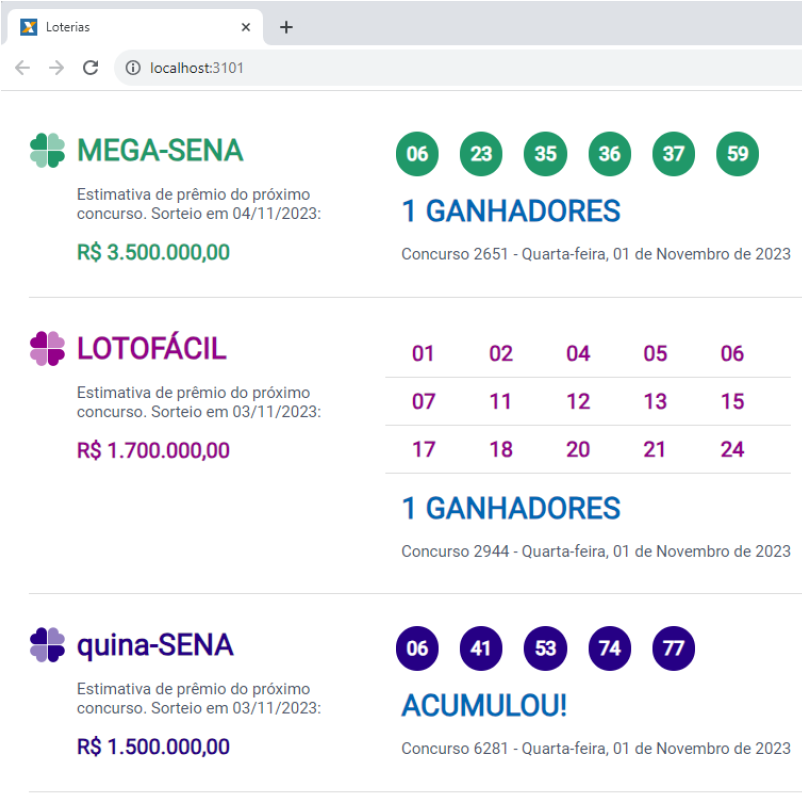 Loterias
localhost:3101
MEGA-SENA
Estimativa de prêmio do próximo
concurso. Sorteio em 04/11/2023:
R$ 3.500.000,00
06 23 35 36 37 59
1 GANHADORES
Concurso 2651 - Quarta-feira, 01 de Novembro de 2023
LOTOFÁCIL
Estimativa de prêmio do próximo
concurso. Sorteio em 03/11/2023:
R$ 1.700.000,00
01 02 04 05 06
07 11 12 13 15
17 18 20 21 24
1 GANHADORES
Concurso 2944 - Quarta-feira, 01 de Novembro de 2023
quina-SENA
Estimativa de prêmio do próximo
concurso. Sorteio em 03/11/2023:
R$ 1.500.000,00
06 41 53 74 77
ACUMULOU!
Concurso 6281 - Quarta-feira, 01 de Novembro de 2023